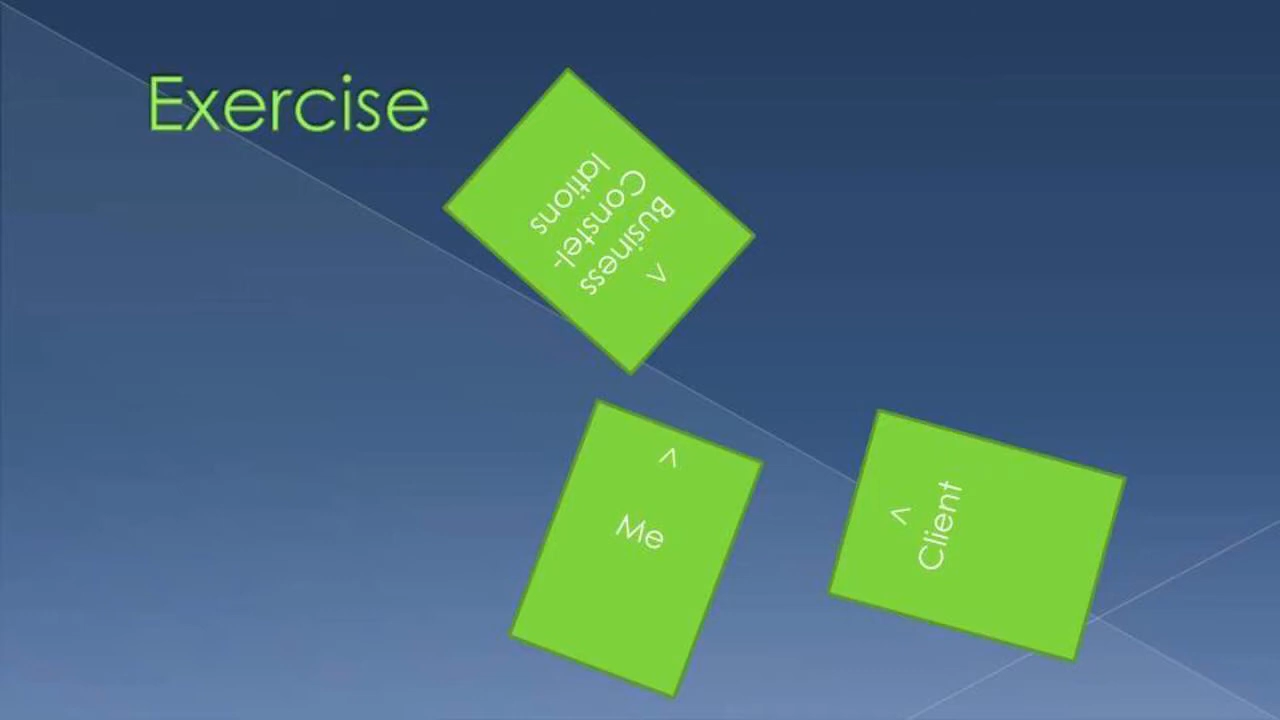 Exercise
^
Business
Constel-
lations
^
Me
^
Client